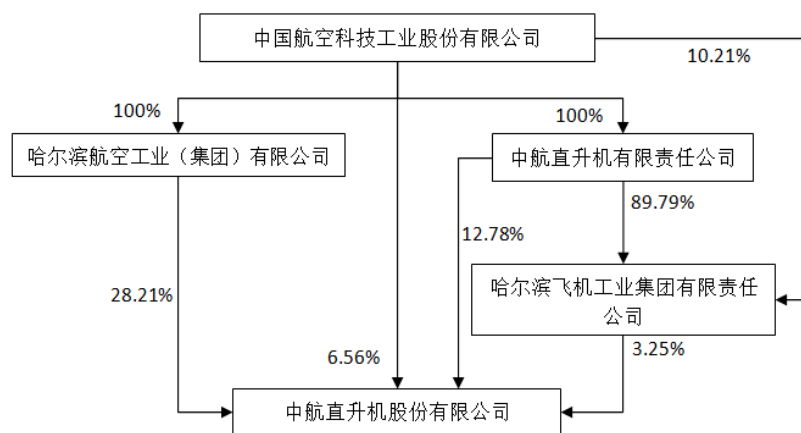 中国航空科技工业股份有限公司
10.21%
100%
100%
哈尔滨航空工业（集团）有限公司
中航直升机有限责任公司
89.79%
12.78%
28.21%
哈尔滨飞机工业集团有限责任
公司
6.56%
3.25%
中航直升机股份有限公司